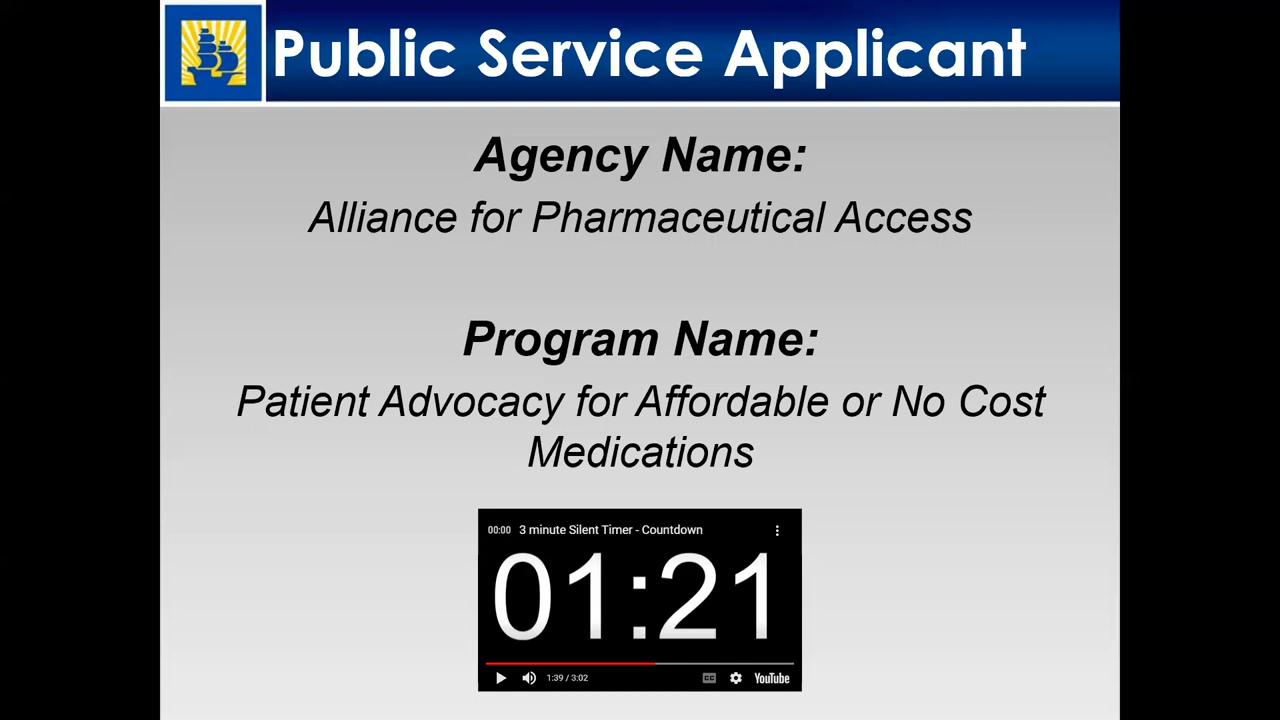 Public Service Applicant
Agency Name:
Alliance for Pharmaceutical Access
Program Name:
Patient Advocacy for Affordable or No Cost
Medications
00:00 3 minute Silent Timer - Countdown
01:21
1:39 / 3:02 CC YouTube